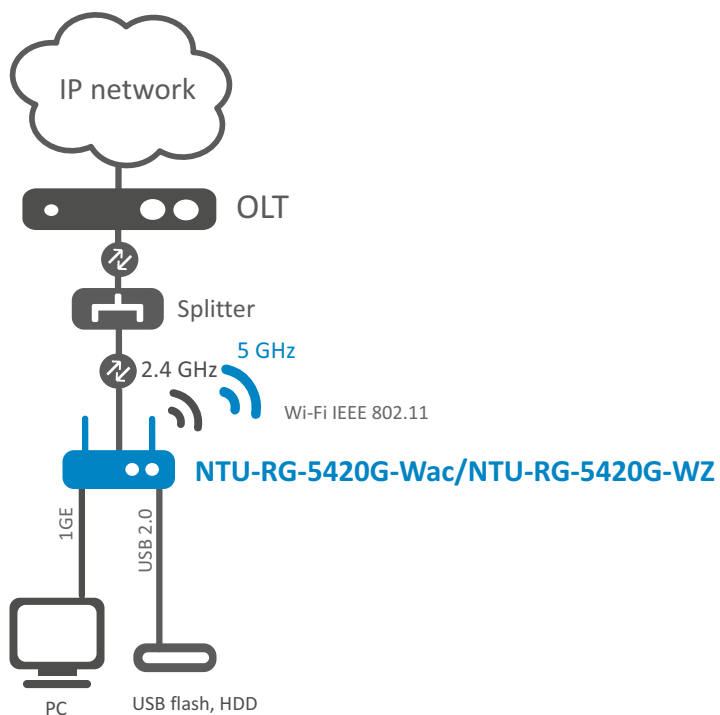 IP network
OLT
Splitter
5 GHz
2.4 GHz
Wi-Fi IEEE 802.11
NTU-RG-5420G-Wac/NTU-RG-5420G-WZ
1GE
USB 2.0
PC
USB flash, HDD